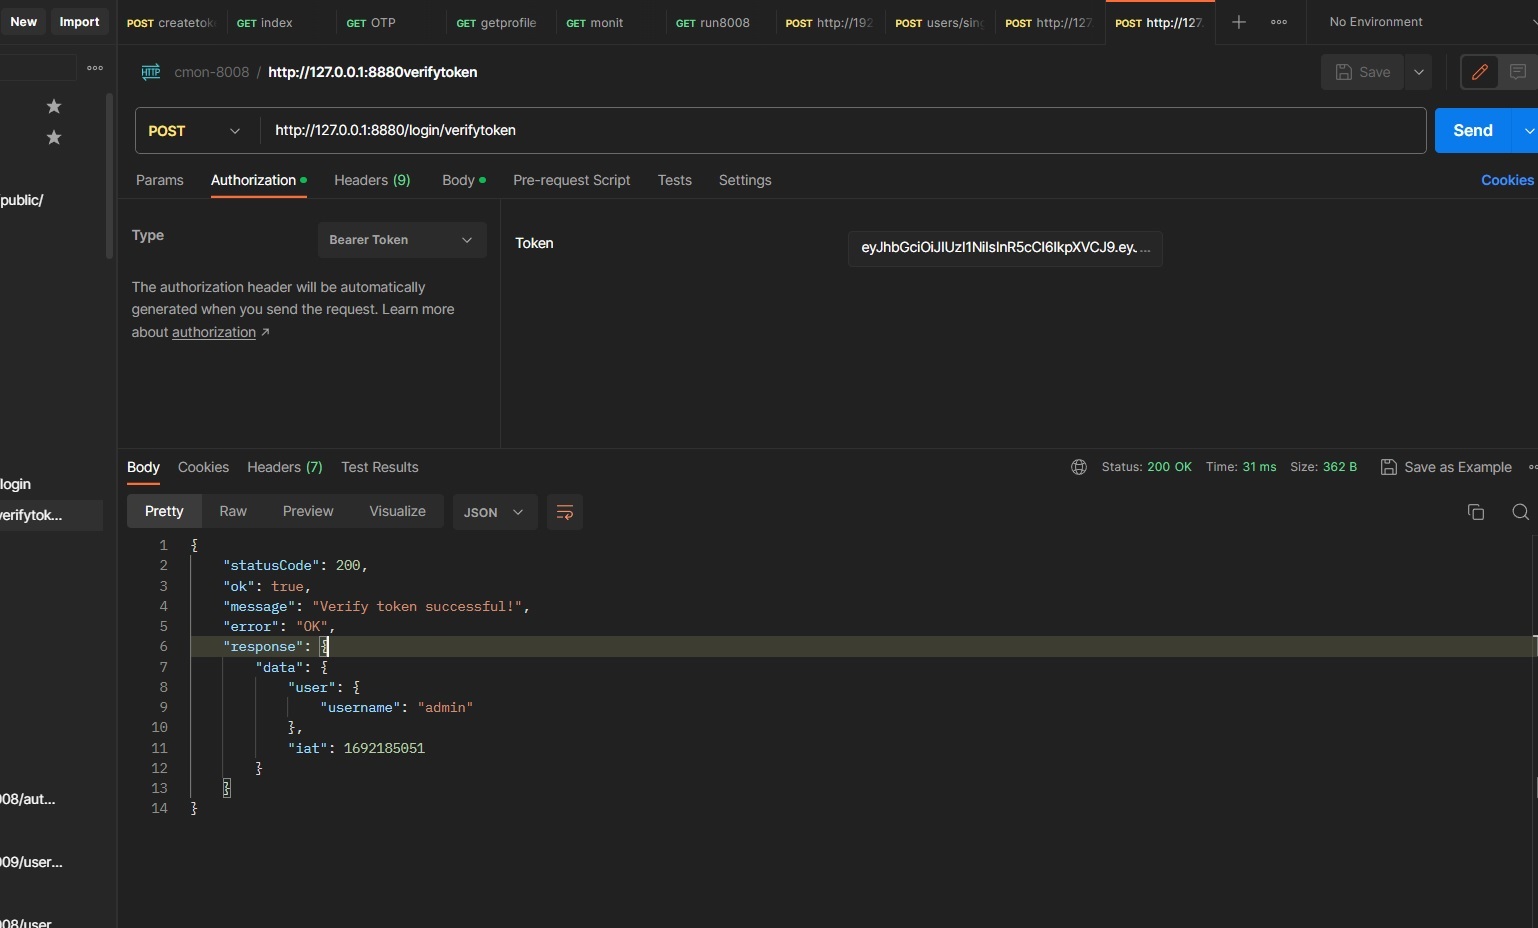 New Import POST createtok GET index GET OTP GET getprofile GET monit GET run8008 POST http://192 POST users/sin POST http://127. POST http://127. No Environment
cmon-8008 / http://127.0.0.1:8880verifytoken Save
POST http://127.0.0.1:8880/login/verifytoken Send
Params Authorization Headers (9) Body Pre-request Script Tests Settings Cookies
public/
Type Bearer Token Token eyJhbGciOiJIUzI1NiIsInR5cCI6IkpXVCJ9.ey. ...
The authorization header will be automatically
generated when you send the request. Learn more
about authorization ↗
Body Cookies Headers (7) Test Results Status: 200 OK Time: 31 ms Size: 362 B Save as Example
login
verifytok...
Pretty Raw Preview Visualize JSON
1 {
2 "statusCode": 200,
3 "ok": true,
4 "message": "Verify token successful!",
5 "error": "OK",
6 "response": {
7 "data": {
8 "user": {
9 "username": "admin"
10 },
11 "iat": 1692185051
12 }
13 }
14 }
008/aut...
009/user...
008/user